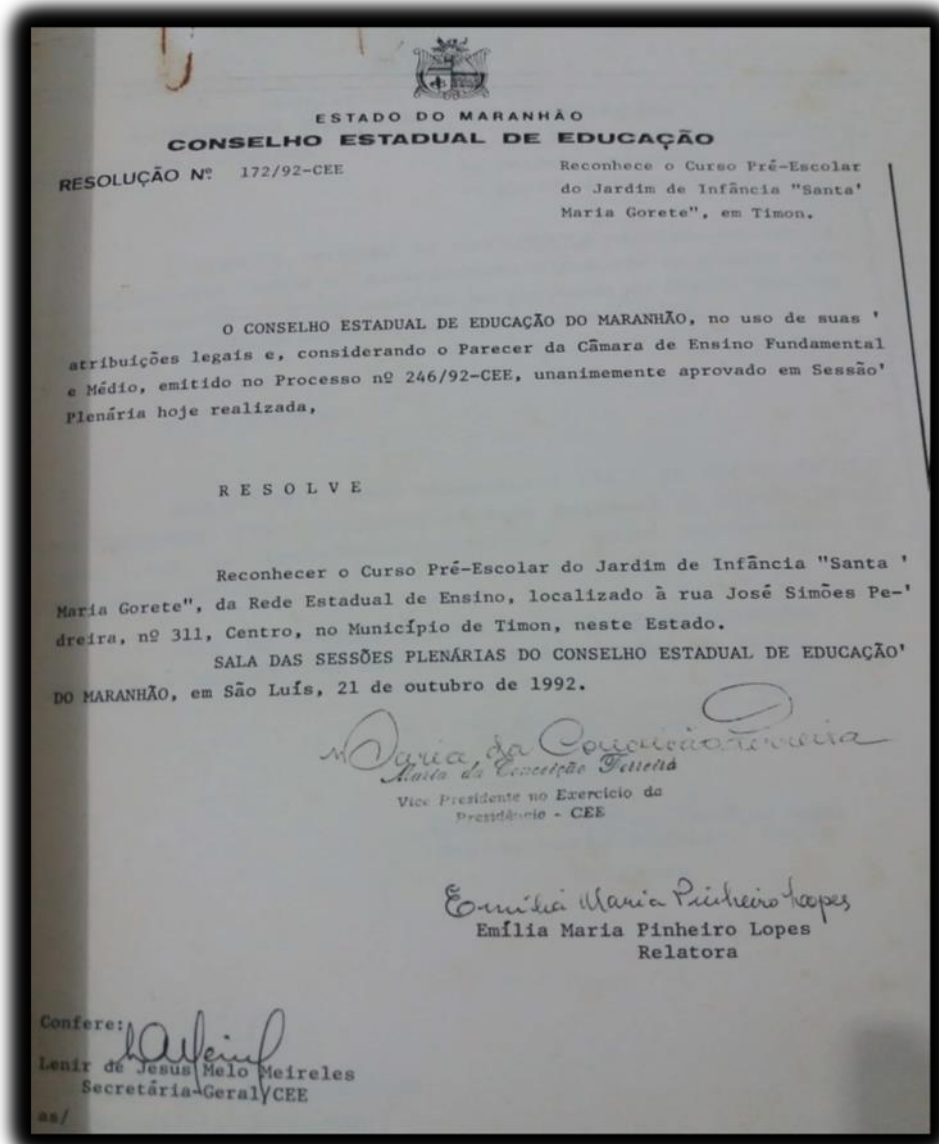 ESTADO DO MARANHÃO
CONSELHO ESTADUAL DE EDUCAÇÃO
RESOLUÇÃO Nº 172/92-CEE
Reconhece o Curso Pré-Escolar
do Jardim de Infância "Santa'
Maria Gorete", em Timon.
O CONSELHO ESTADUAL DE EDUCAÇÃO DO MARANHÃO, no uso de suas '
atribuições legais e, considerando o Parecer da Câmara de Ensino Fundamental
e Médio, emitido no Processo nº 246/92-CEE, unanimemente aprovado em Sessão'
Plenária hoje realizada,
R E S O L V E
Reconhecer o Curso Pré-Escolar do Jardim de Infância "Santa '
Maria Gorete", da Rede Estadual de Ensino, localizado à rua José Simões Pe-'
dreira, nº 311, Centro, no Município de Timon, neste Estado.
SALA DAS SESSÕES PLENÁRIAS DO CONSELHO ESTADUAL DE EDUCAÇÃO'
DO MARANHÃO, em São Luís, 21 de outubro de 1992.
Maria da Conceição Ferreira
Maria da Conceição Ferreira
Vice Presidente no Exercício da
Presidência - CEE
Emília Maria Pinheiro Lopes
Emília Maria Pinheiro Lopes
Relatora
Confere:
Lenir de Jesus Melo Meireles
Secretária-Geral/CEE
as/